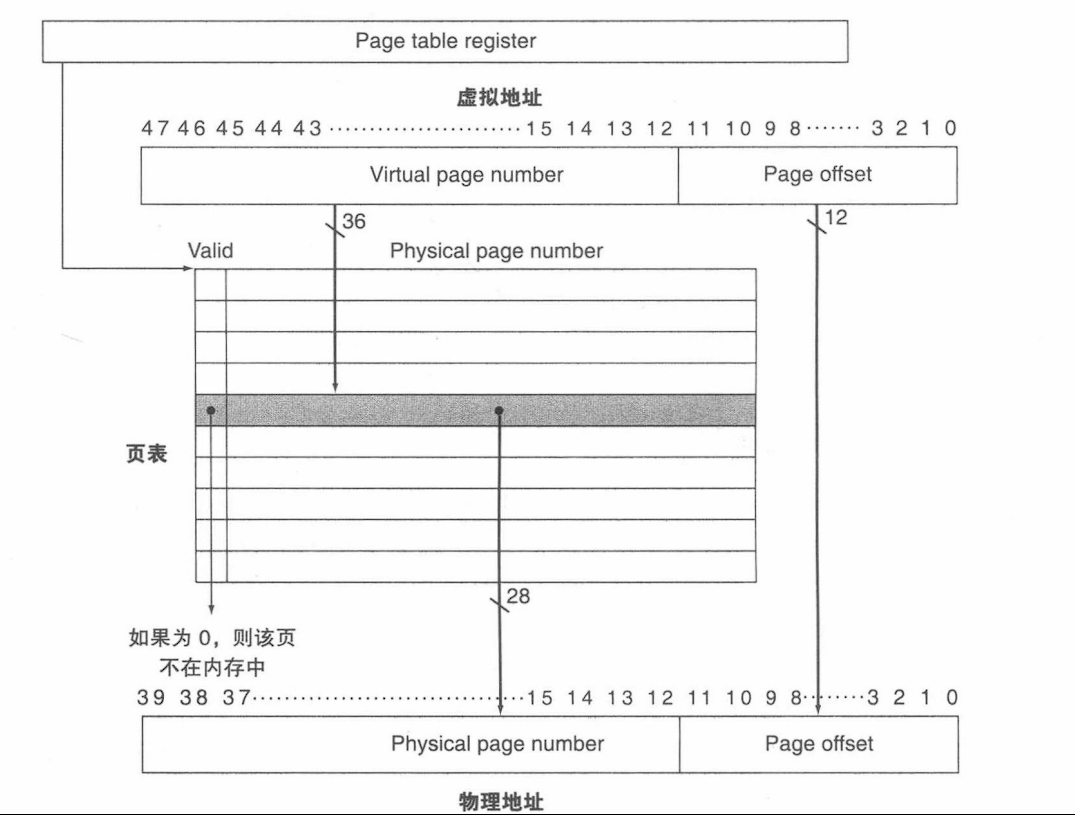 Page table register
虚拟地址
47 46 45 44 43 ························ 15 14 13 12 11 10 9 8 ······· 3 2 1 0
Virtual page number Page offset
36 12
Valid Physical page number
页表
28
如果为 0，则该页
不在内存中
39 38 37 ·································· 15 14 13 12 11 10 9 8 ········ 3 2 1 0
Physical page number Page offset
物理地址